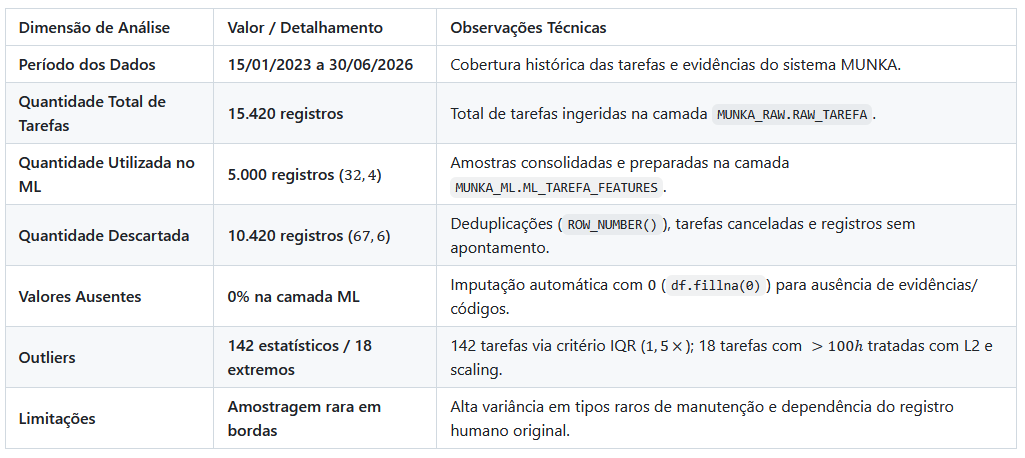 Dimensão de Análise Valor / Detalhamento Observações Técnicas
Período dos Dados 15/01/2023 a 30/06/2026 Cobertura histórica das tarefas e evidências do sistema MUNKA.
Quantidade Total de
Tarefas
15.420 registros Total de tarefas ingeridas na camada MUNKA_RAW.RAW_TAREFA.
Quantidade Utilizada no
ML
5.000 registros (32, 4)
Amostras consolidadas e preparadas na camada
MUNKA_ML.ML_TAREFA_FEATURES.
Quantidade Descartada 10.420 registros (67, 6)
Deduplicações (ROW_NUMBER()), tarefas canceladas e registros sem
apontamento.
Valores Ausentes 0% na camada ML
Imputação automática com 0 (df.fillna(0)) para ausência de evidências/
códigos.
Outliers
142 estatísticos / 18
extremos
142 tarefas via critério IQR (1, 5 ×); 18 tarefas com > 100h tratadas com L2 e
scaling.
Limitações
Amostragem rara em
bordas
Alta variância em tipos raros de manutenção e dependência do registro
humano original.